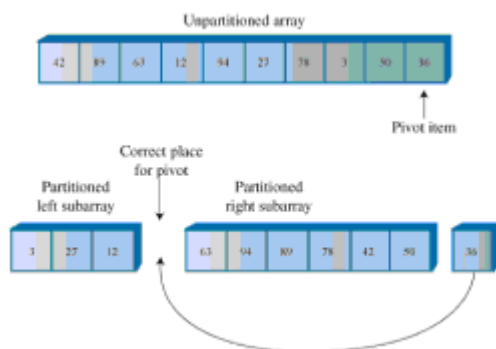 Unpartitioned array
42 89 63 12 94 27 78 3 50 36
Pivot item
Correct place
for pivot
Partitioned
left subarray
Partitioned
right subarray
3 27 12
63 94 89 78 42 50
36